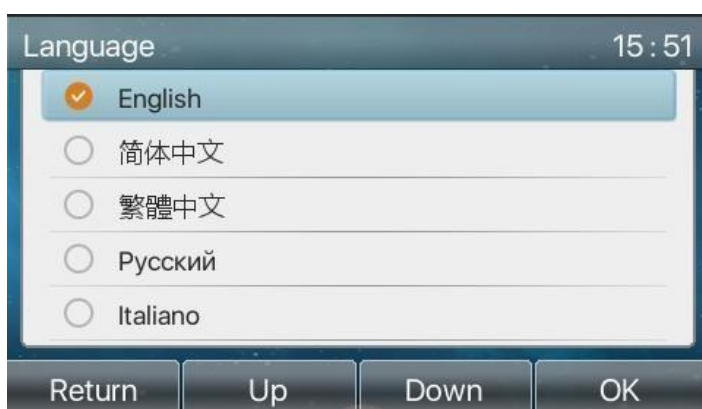 Language 15:51
English
简体中文
繁體中文
Русский
Italiano
Return Up Down OK